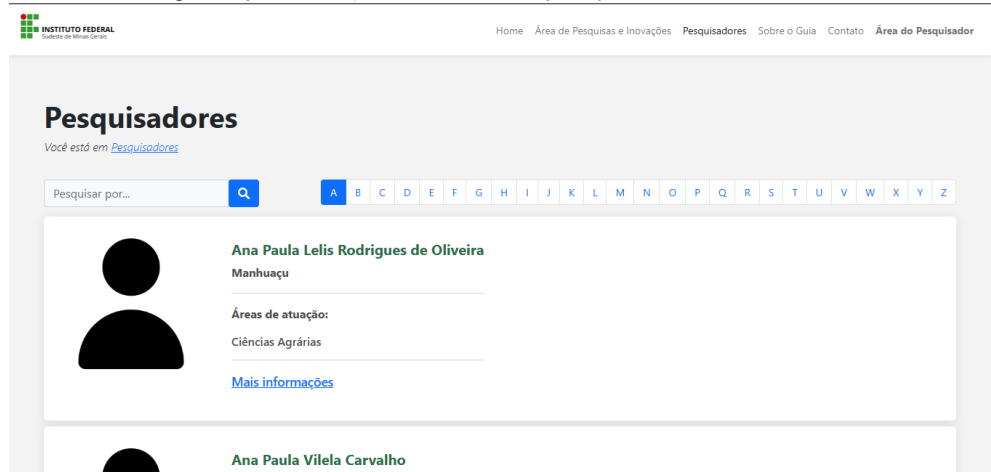 INSTITUTO FEDERAL
Sudeste de Minas Gerais
Home Área de Pesquisas e Inovações Pesquisadores Sobre o Guia Contato Área do Pesquisador
Pesquisadores
Você está em Pesquisadores
Pesquisar por...
A B C D E F G H I J K L M N O P Q R S T U V W X Y Z
Ana Paula Lelis Rodrigues de Oliveira
Manhuaçu
Áreas de atuação:
Ciências Agrárias
Mais informações
Ana Paula Vilela Carvalho